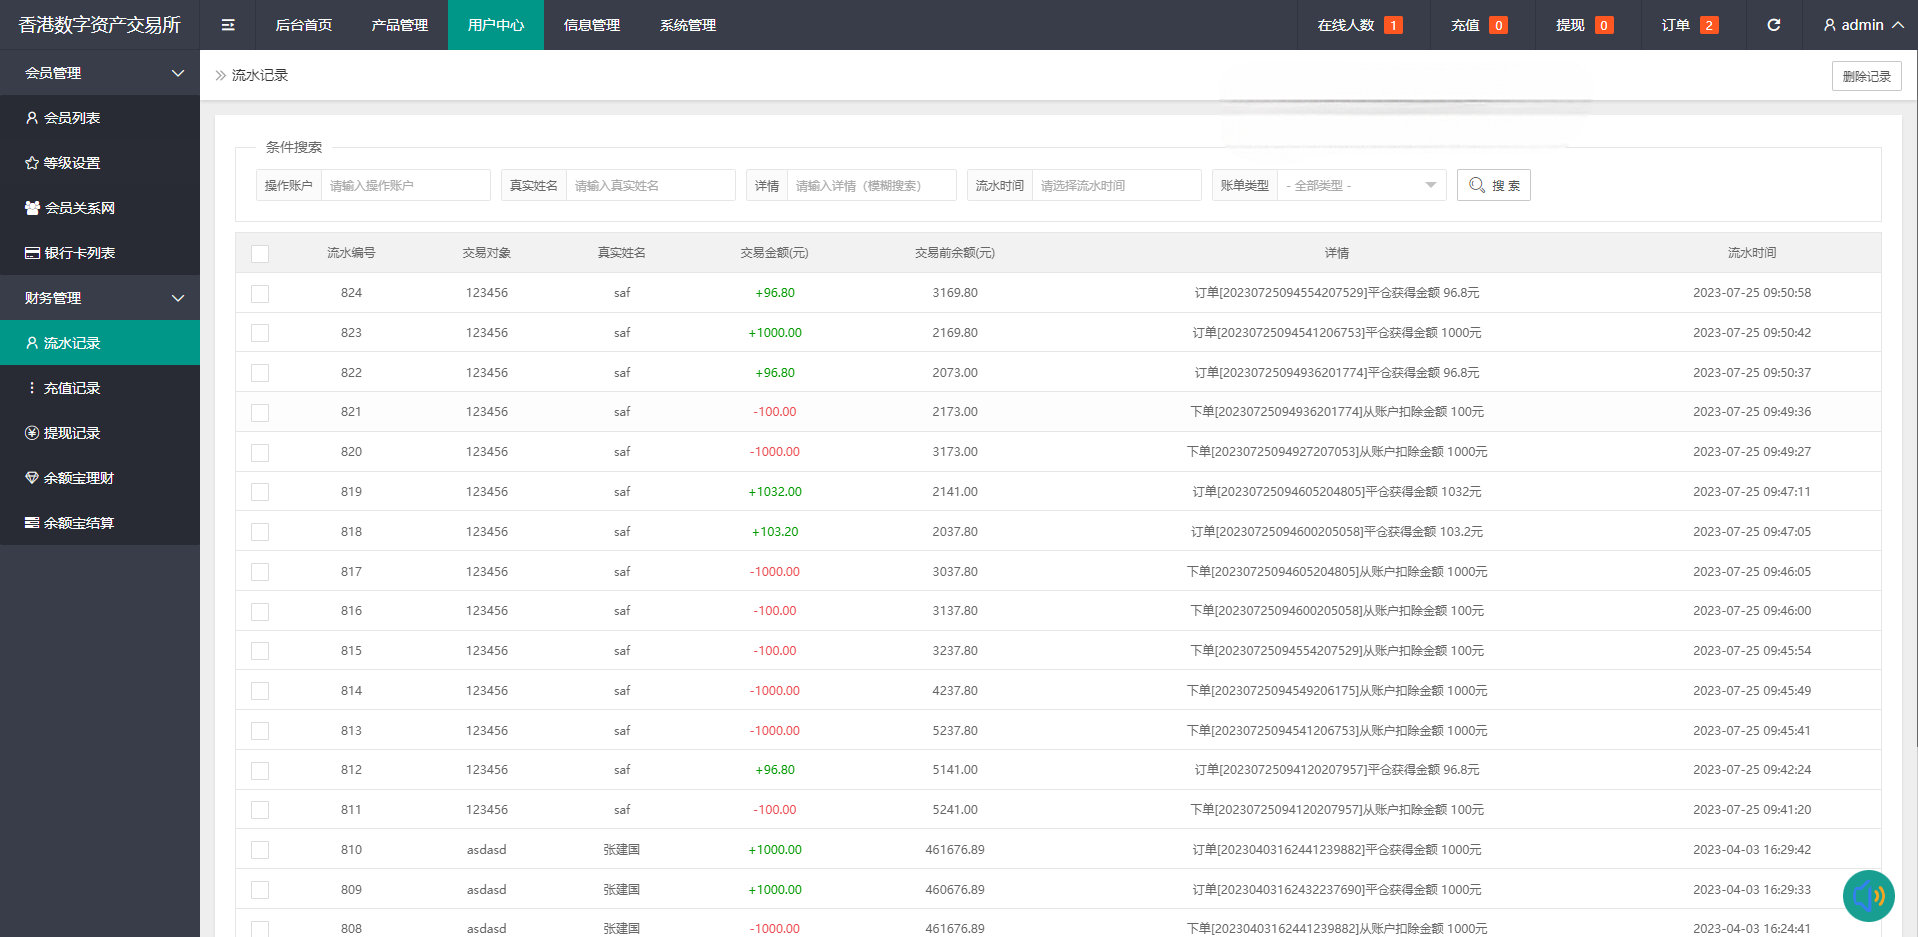 香港数字资产交易所 后台首页 产品管理 用户中心 信息管理 系统管理 在线人数 1 充值 0 提现 0 订单 2 admin
会员管理
会员列表
等级设置
会员关系网
银行卡列表
财务管理
流水记录
充值记录
提现记录
余额宝理财
余额宝结算
流水记录 删除记录
条件搜索
操作账户 请输入操作账户 真实姓名 请输入真实姓名 详情 请输入详情（模糊搜索） 流水时间 请选择流水时间 账单类型 - 全部类型 - 搜 索
流水编号 交易对象 真实姓名 交易金额(元) 交易前余额(元) 详情 流水时间
824 123456 saf +96.80 3169.80 订单[20230725094554207529]平仓获得金额 96.8元 2023-07-25 09:50:58
823 123456 saf +1000.00 2169.80 订单[20230725094541206753]平仓获得金额 1000元 2023-07-25 09:50:42
822 123456 saf +96.80 2073.00 订单[20230725094936201774]平仓获得金额 96.8元 2023-07-25 09:50:37
821 123456 saf -100.00 2173.00 下单[20230725094936201774]从账户扣除金额 100元 2023-07-25 09:49:36
820 123456 saf -1000.00 3173.00 下单[20230725094927207053]从账户扣除金额 1000元 2023-07-25 09:49:27
819 123456 saf +1032.00 2141.00 订单[20230725094605204805]平仓获得金额 1032元 2023-07-25 09:47:11
818 123456 saf +103.20 2037.80 订单[20230725094600205058]平仓获得金额 103.2元 2023-07-25 09:47:05
817 123456 saf -1000.00 3037.80 下单[20230725094605204805]从账户扣除金额 1000元 2023-07-25 09:46:05
816 123456 saf -100.00 3137.80 下单[20230725094600205058]从账户扣除金额 100元 2023-07-25 09:46:00
815 123456 saf -100.00 3237.80 下单[20230725094554207529]从账户扣除金额 100元 2023-07-25 09:45:54
814 123456 saf -1000.00 4237.80 下单[20230725094549206175]从账户扣除金额 1000元 2023-07-25 09:45:49
813 123456 saf -1000.00 5237.80 下单[20230725094541206753]从账户扣除金额 1000元 2023-07-25 09:45:41
812 123456 saf +96.80 5141.00 订单[20230725094120207957]平仓获得金额 96.8元 2023-07-25 09:42:24
811 123456 saf -100.00 5241.00 下单[20230725094120207957]从账户扣除金额 100元 2023-07-25 09:41:20
810 asdasd 张建国 +1000.00 461676.89 订单[20230403162441239882]平仓获得金额 1000元 2023-04-03 16:29:42
809 asdasd 张建国 +1000.00 460676.89 订单[20230403162432237690]平仓获得金额 1000元 2023-04-03 16:29:33
808 asdasd 张建国 -1000.00 461676.89 下单[20230403162441239882]从账户扣除金额 1000元 2023-04-03 16:24:41